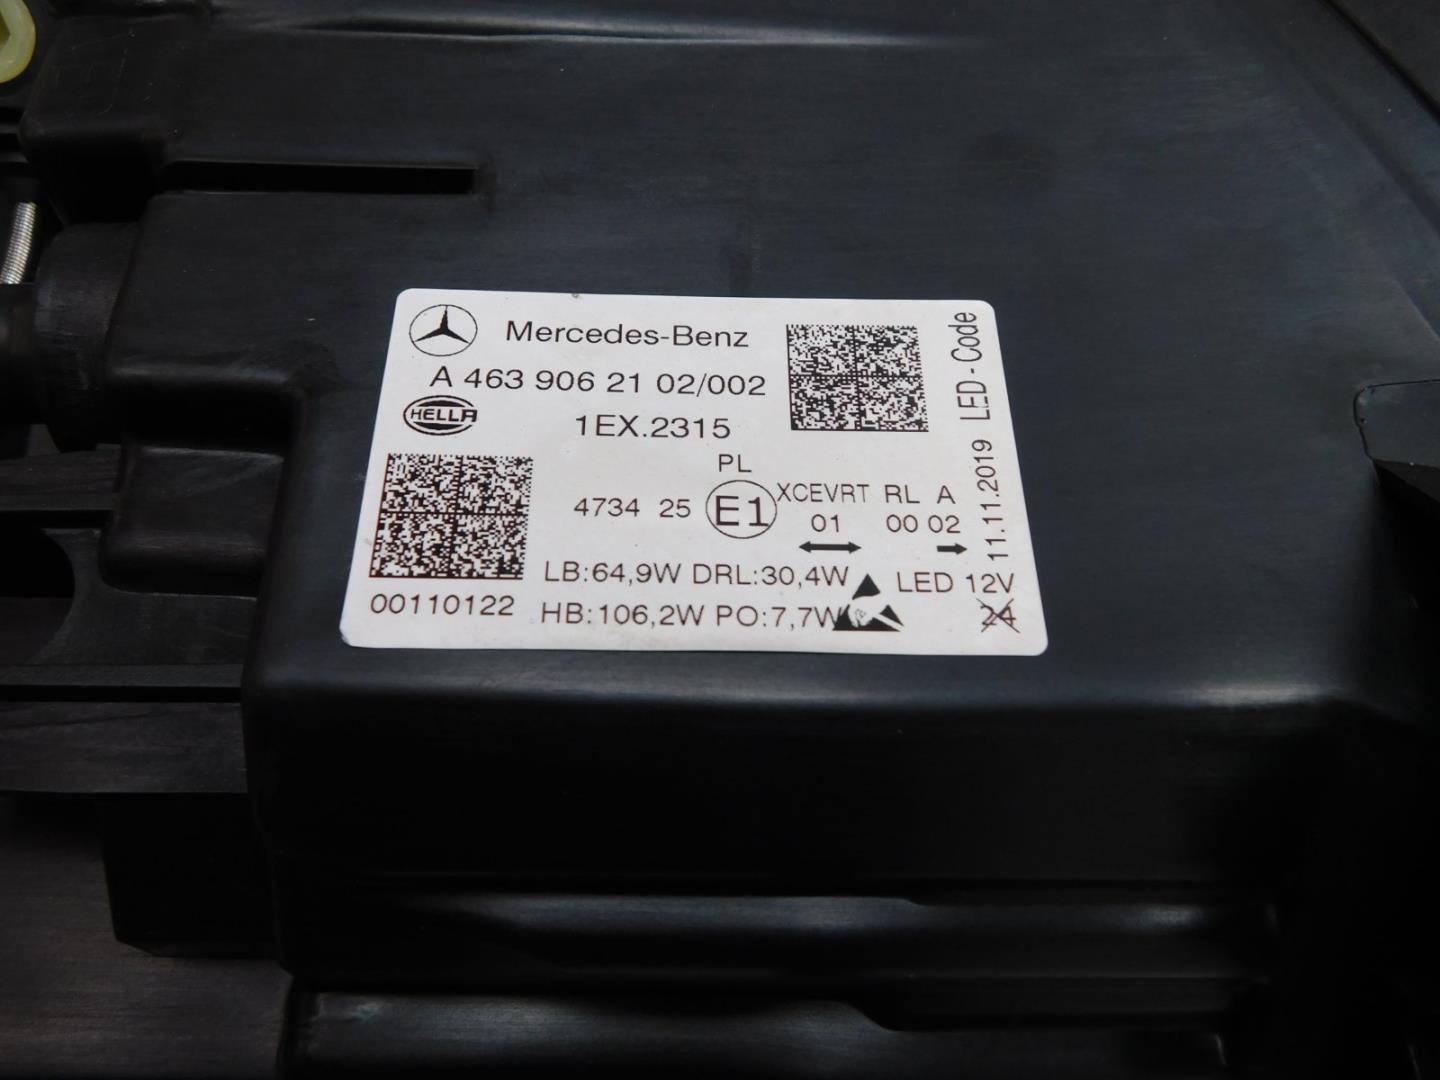 Mercedes-Benz
A 463 906 21 02/002
HELLA
1EX.2315
PL
4734 25 E1 XCEVRT RL A
01 00 02
LB:64,9W DRL:30,4W LED 12V
00110122 HB:106,2W PO:7,7W 24
11.11.2019 LED - Code